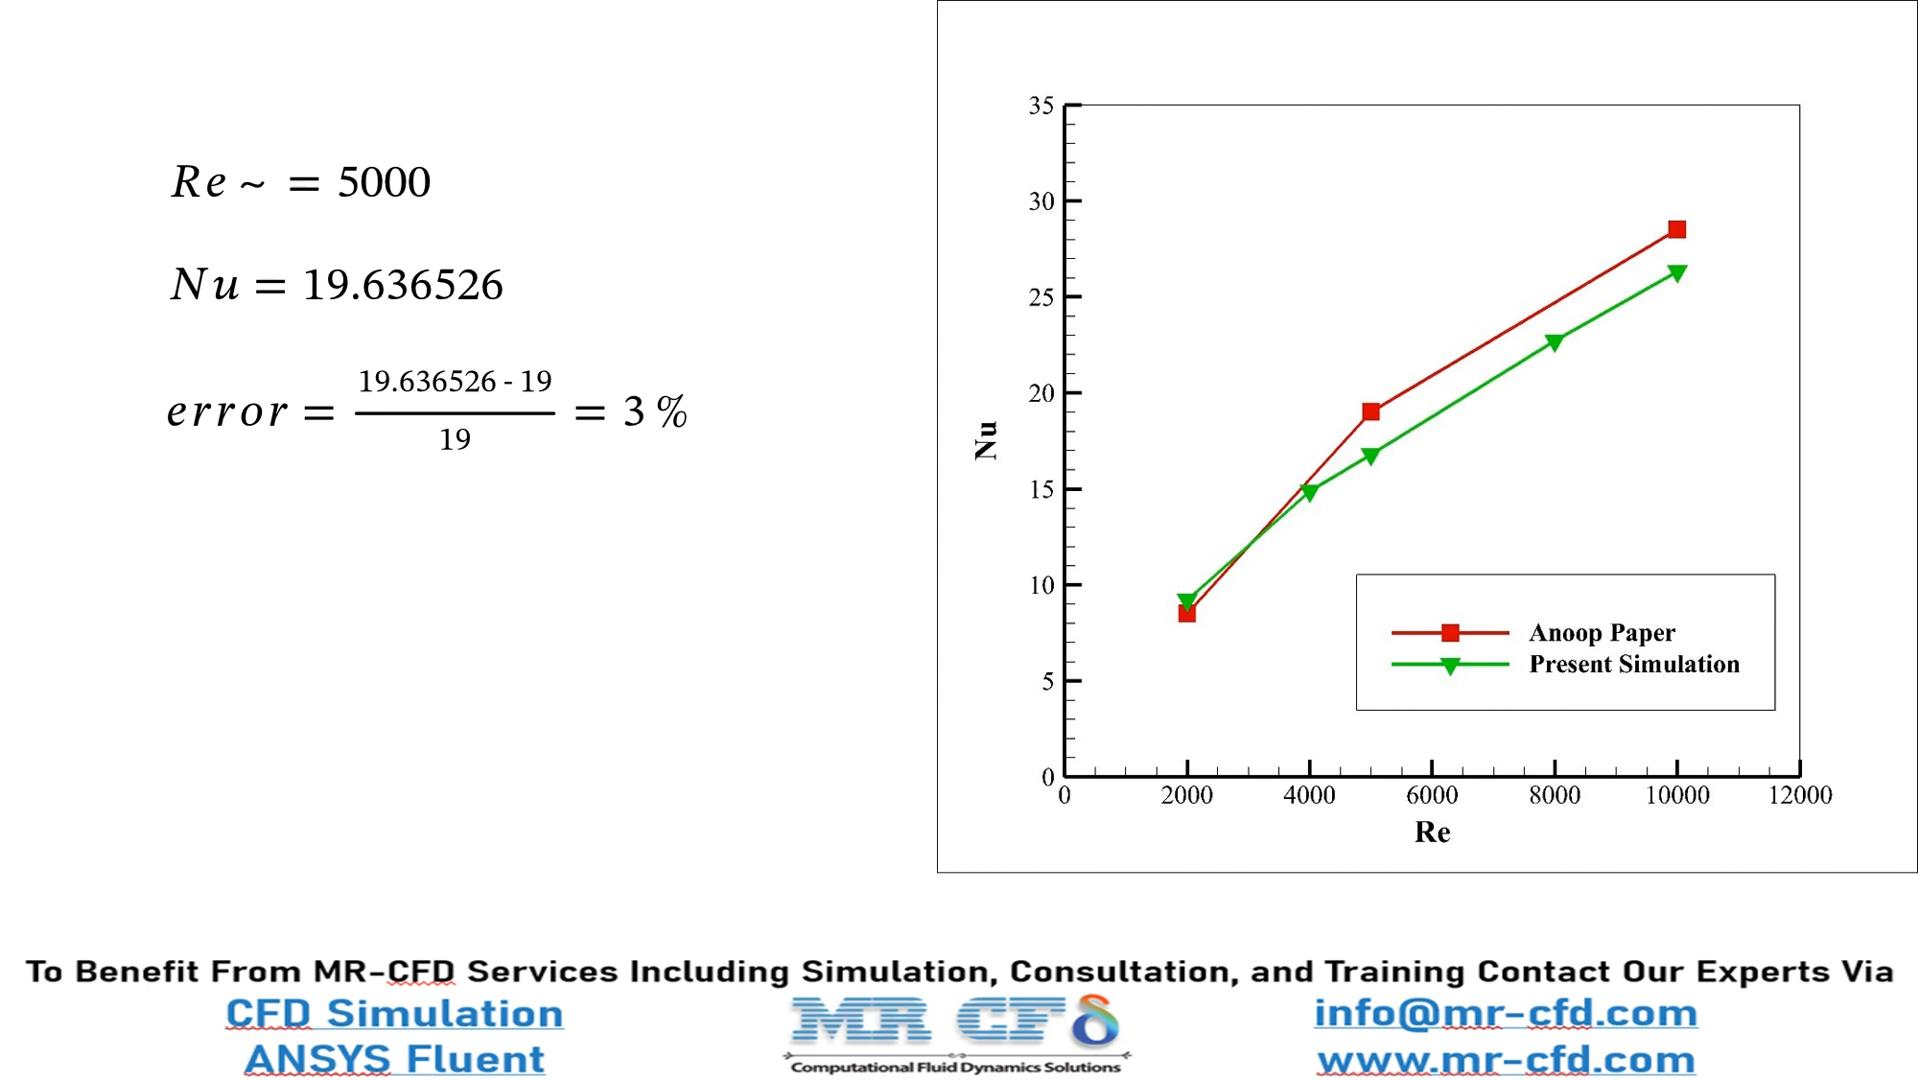 Re ~ = 5000
Nu = 19.636526
error = 19.636526 - 19 / 19 = 3 %
35
30
25
20
15
10
5
0
Nu
0 2000 4000 6000 8000 10000 12000
Re
Anoop Paper
Present Simulation
To Benefit From MR-CFD Services Including Simulation, Consultation, and Training Contact Our Experts Via
CFD Simulation
ANSYS Fluent
MR CFδ
Computational Fluid Dynamics Solutions
info@mr-cfd.com
www.mr-cfd.com